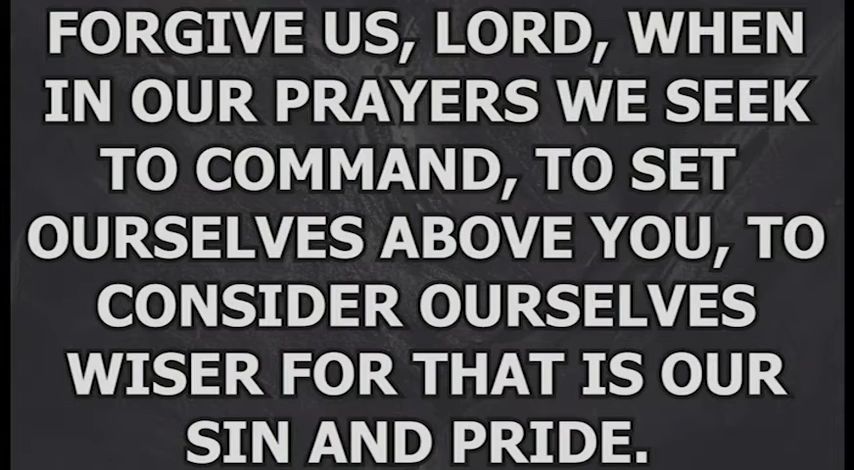 FORGIVE US, LORD, WHEN
IN OUR PRAYERS WE SEEK
TO COMMAND, TO SET
OURSELVES ABOVE YOU, TO
CONSIDER OURSELVES
WISER FOR THAT IS OUR
SIN AND PRIDE.